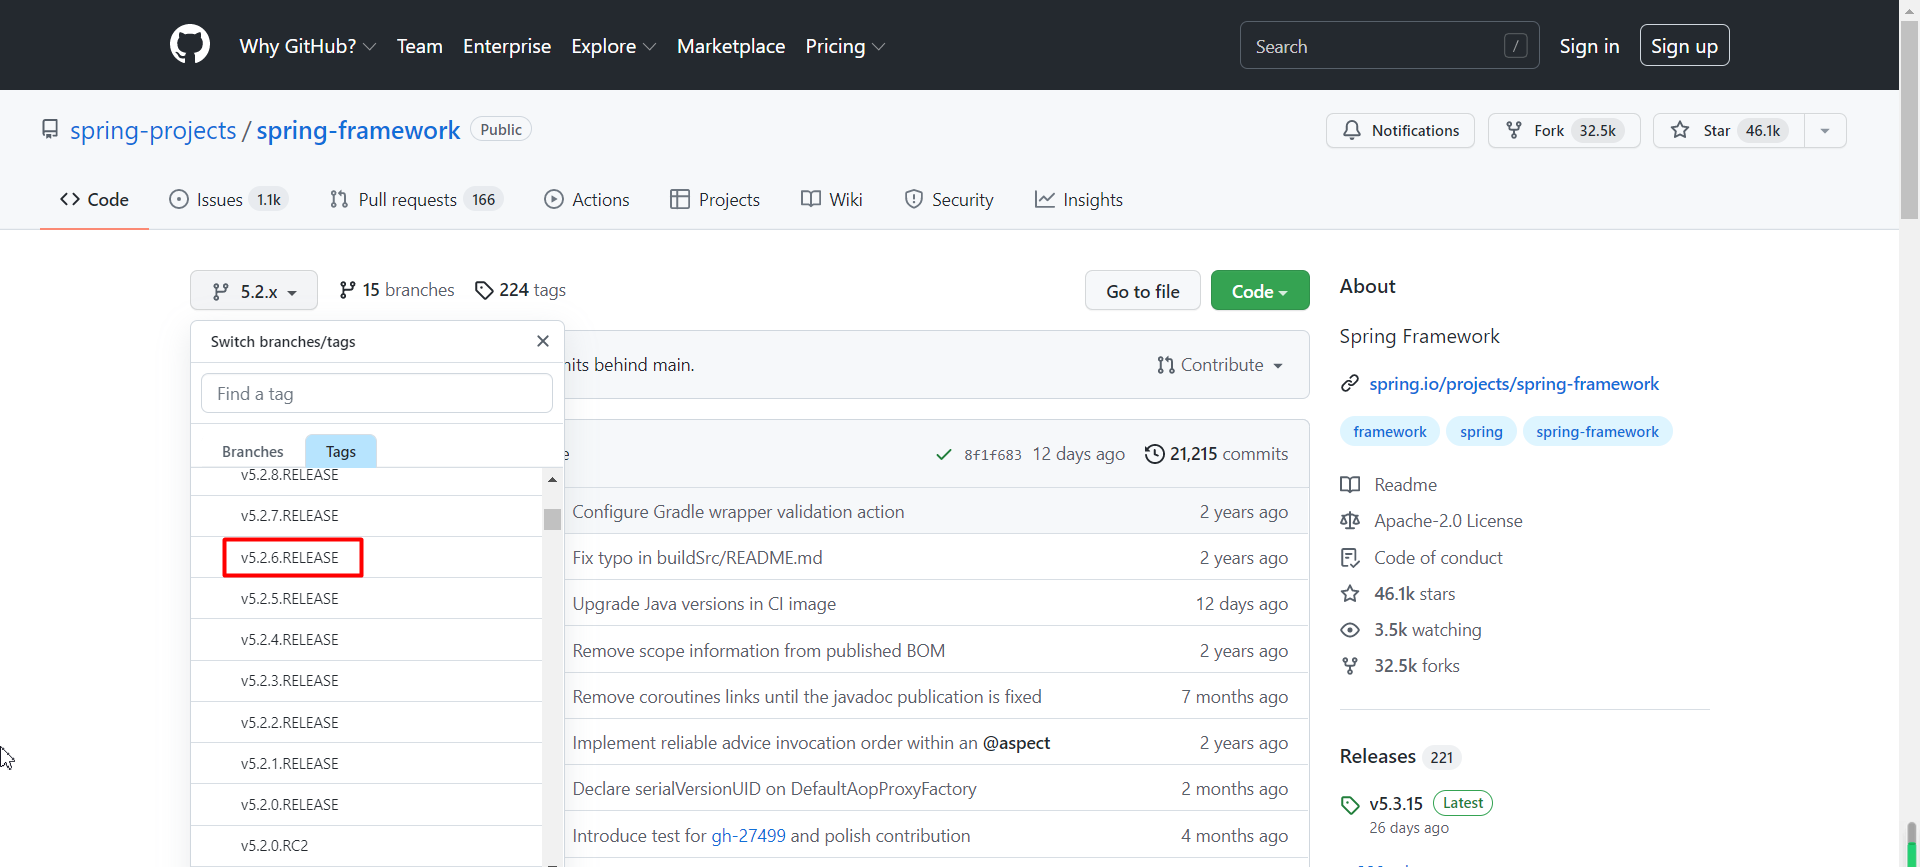 Why GitHub? Team Enterprise Explore Marketplace Pricing Search / Sign in Sign up
spring-projects / spring-framework Public Notifications Fork 32.5k Star 46.1k
Code Issues 1.1k Pull requests 166 Actions Projects Wiki Security Insights
5.2.x 15 branches 224 tags Go to file Code
Switch branches/tags
Find a tag
Branches Tags
v5.2.8.RELEASE
v5.2.7.RELEASE
v5.2.6.RELEASE
v5.2.5.RELEASE
v5.2.4.RELEASE
v5.2.3.RELEASE
v5.2.2.RELEASE
v5.2.1.RELEASE
v5.2.0.RELEASE
v5.2.0.RC2
behind main. Contribute
8f1f683 12 days ago 21,215 commits
Configure Gradle wrapper validation action 2 years ago
Fix typo in buildSrc/README.md 2 years ago
Upgrade Java versions in CI image 12 days ago
Remove scope information from published BOM 2 years ago
Remove coroutines links until the javadoc publication is fixed 7 months ago
Implement reliable advice invocation order within an @aspect 2 years ago
Declare serialVersionUID on DefaultAopProxyFactory 2 months ago
Introduce test for gh-27499 and polish contribution 4 months ago
About
Spring Framework
spring.io/projects/spring-framework
framework spring spring-framework
Readme
Apache-2.0 License
Code of conduct
46.1k stars
3.5k watching
32.5k forks
Releases 221
v5.3.15 Latest
26 days ago